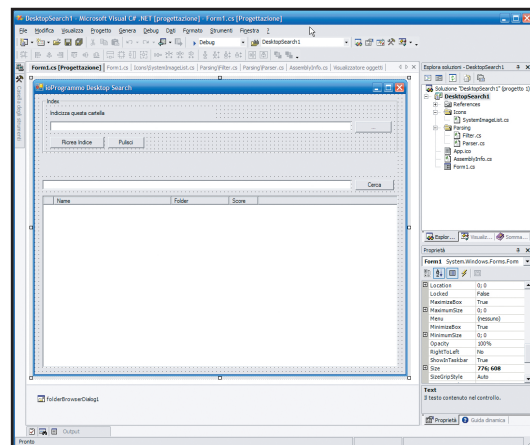 DesktopSearch1 - Microsoft Visual C# .NET [progettazione] - Form1.cs [Progettazione]
File Modifica Visualizza Progetto Genera Debug Dati Formato Strumenti Finestra ?
Debug DesktopSearch1
Form1.cs [Progettazione] Form1.cs Icons\SystemImageList.cs Parsing\Filter.cs Parsing\Parser.cs AssemblyInfo.cs Visualizzatore oggetti
Casella degli strumenti
ioProgrammo Desktop Search
Index
Indicizza questa cartella
...
Ricrea Indice Pulisci
Cerca
Name Folder Score
folderBrowserDialog1
Output
Pronto
Esplora soluzioni - DesktopSearch1
Soluzione "DesktopSearch1" (progetto 1)
DesktopSearch1
References
Icons
SystemImageList.cs
Parsing
Filter.cs
Parser.cs
App.ico
AssemblyInfo.cs
Form1.cs
Esplor... Visualiz... Somma...
Proprietà
Form1 System.Windows.Forms.Form
Location 0; 0
Locked False
MaximizeBox True
MaximumSize 0; 0
Menu (nessuno)
MinimizeBox True
MinimumSize 0; 0
Opacity 100%
RightToLeft No
ShowInTaskbar True
Size 776; 608
SizeGripStyle Auto
Text
Il testo contenuto nel controllo.
Proprietà Guida dinamica